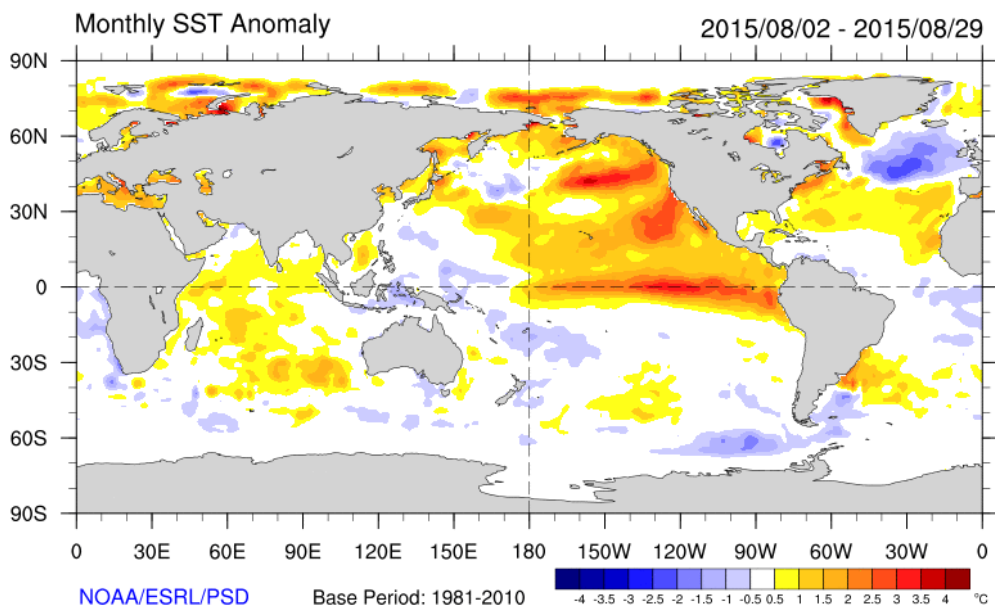 Monthly SST Anomaly 2015/08/02 - 2015/08/29
90N
60N
30N
0
30S
60S
90S
0 30E 60E 90E 120E 150E 180 150W 120W 90W 60W 30W 0
NOAA/ESRL/PSD Base Period: 1981-2010
-4 -3.5 -3 -2.5 -2 -1.5 -1 -0.5 0.5 1 1.5 2 2.5 3 3.5 4 °C